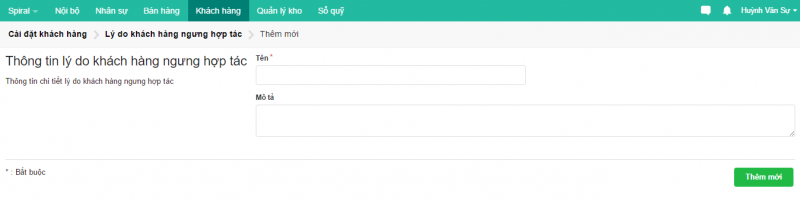 Spiral Nội bộ Nhân sự Bán hàng Khách hàng Quản lý kho Sổ quỹ Huỳnh Văn Sự
Cài đặt khách hàng Lý do khách hàng ngưng hợp tác Thêm mới
Thông tin lý do khách hàng ngưng hợp tác
Thông tin chi tiết lý do khách hàng ngưng hợp tác
Tên *
Mô tả
* : Bắt buộc
Thêm mới